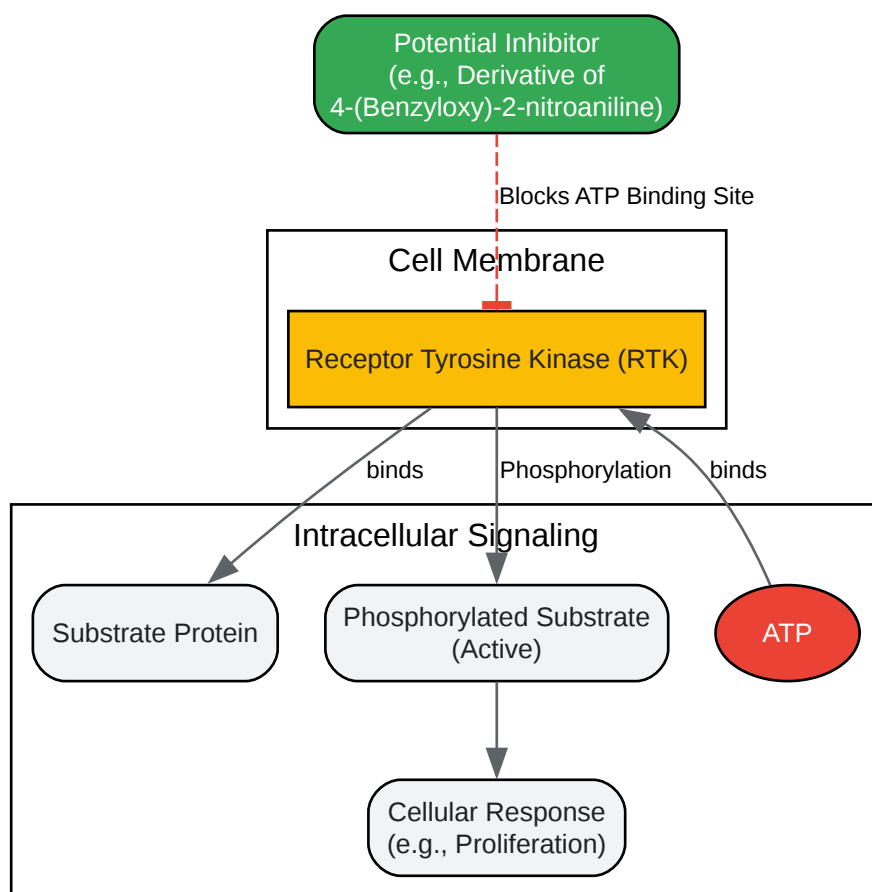 Potential Inhibitor
(e.g., Derivative of
4-(Benzyloxy)-2-nitroaniline)
Blocks ATP Binding Site
Cell Membrane
Receptor Tyrosine Kinase (RTK)
binds
Phosphorylation
binds
Intracellular Signaling
Substrate Protein
Phosphorylated Substrate
(Active)
ATP
Cellular Response
(e.g., Proliferation)